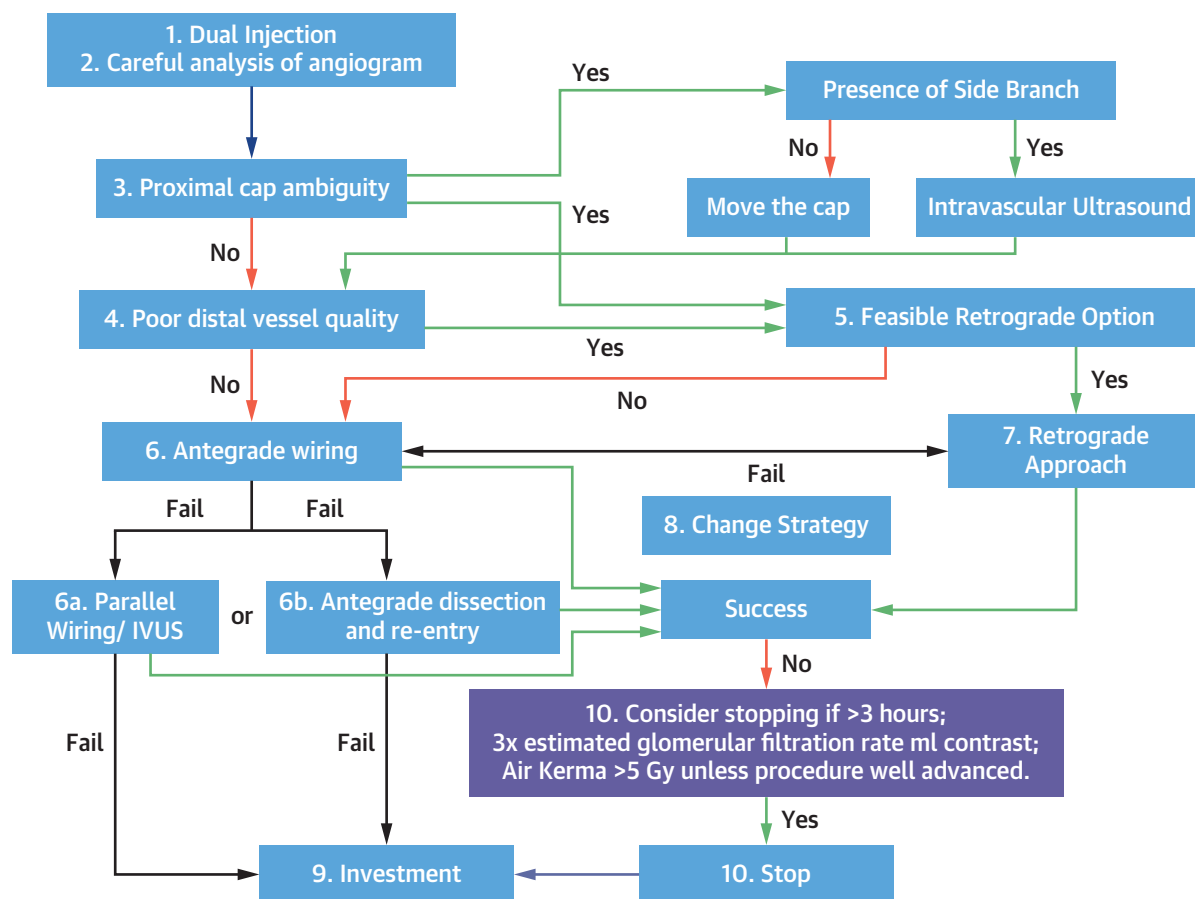 1. Dual Injection
2. Careful analysis of angiogram
Yes
Presence of Side Branch
No
Yes
3. Proximal cap ambiguity
Move the cap
Intravascular Ultrasound
Yes
No
4. Poor distal vessel quality
5. Feasible Retrograde Option
Yes
No
No
Yes
6. Antegrade wiring
7. Retrograde
Approach
Fail
Fail
Fail
8. Change Strategy
6a. Parallel
Wiring/ IVUS
or
6b. Antegrade dissection
and re-entry
Success
No
10. Consider stopping if >3 hours;
3x estimated glomerular filtration rate ml contrast;
Air Kerma >5 Gy unless procedure well advanced.
Fail
Fail
Yes
9. Investment
10. Stop